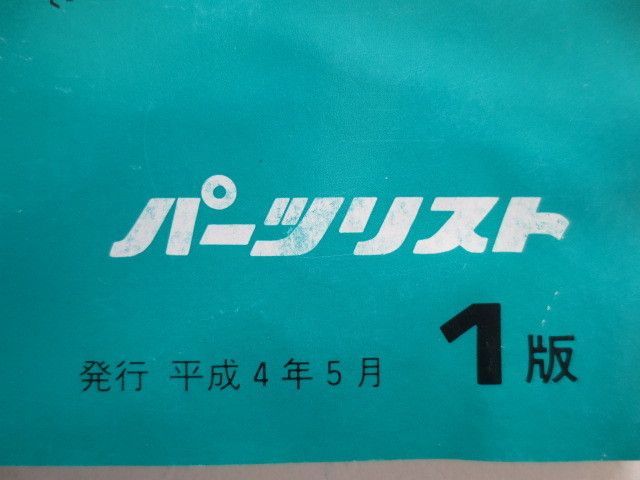 パーツリスト
1版
発行 平成4年5月